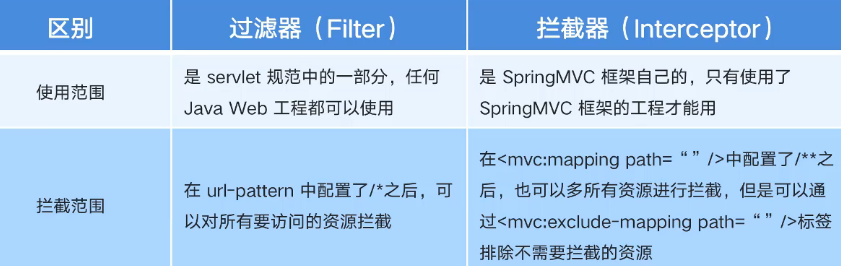 区别
过滤器（Filter）
拦截器（Interceptor）
使用范围
是 servlet 规范中的一部分，任何
Java Web 工程都可以使用
是 SpringMVC 框架自己的，只有使用了
SpringMVC 框架的工程才能用
拦截范围
在 url-pattern 中配置了/*之后，可
以对所有要访问的资源拦截
在<mvc:mapping path=“”/>中配置了/**之
后，也可以多所有资源进行拦截，但是可以通
过<mvc:exclude-mapping path=“”/>标签
排除不需要拦截的资源